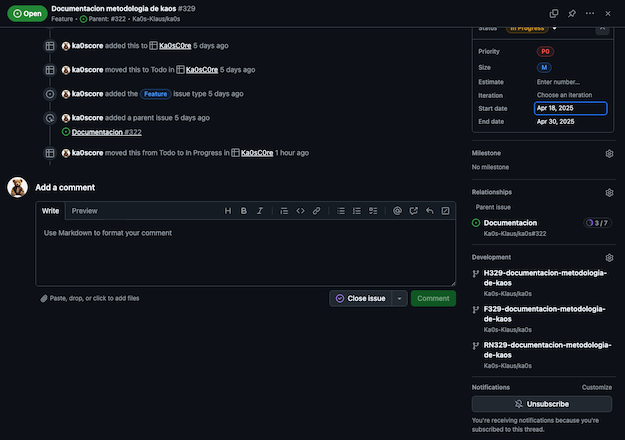 Open
Documentacion metodologia de kaos #329
Feature • Parent: #322 • Ka0s-Klaus/ka0s
ka0score added this to Ka0sC0re 5 days ago
ka0score moved this to Todo in Ka0sC0re 5 days ago
ka0score added the Feature issue type 5 days ago
ka0score added a parent issue 5 days ago
Documentacion #322
ka0score moved this from Todo to In Progress in Ka0sC0re 1 hour ago
Add a comment
Write Preview
Use Markdown to format your comment
Paste, drop, or click to add files
Close issue
Comment
Status In Progress
Priority P0
Size M
Estimate Enter number...
Iteration Choose an iteration
Start date Apr 18, 2025
End date Apr 30, 2025
Milestone
No milestone
Relationships
Parent issue
Documentacion 3 / 7
Ka0s-Klaus/ka0s#322
Development
H329-documentacion-metodologia-
de-kaos
Ka0s-Klaus/ka0s
F329-documentacion-metodologia-
de-kaos
Ka0s-Klaus/ka0s
RN329-documentacion-metodologia-
de-kaos
Ka0s-Klaus/ka0s
Notifications Customize
Unsubscribe
You're receiving notifications because you're
subscribed to this thread.